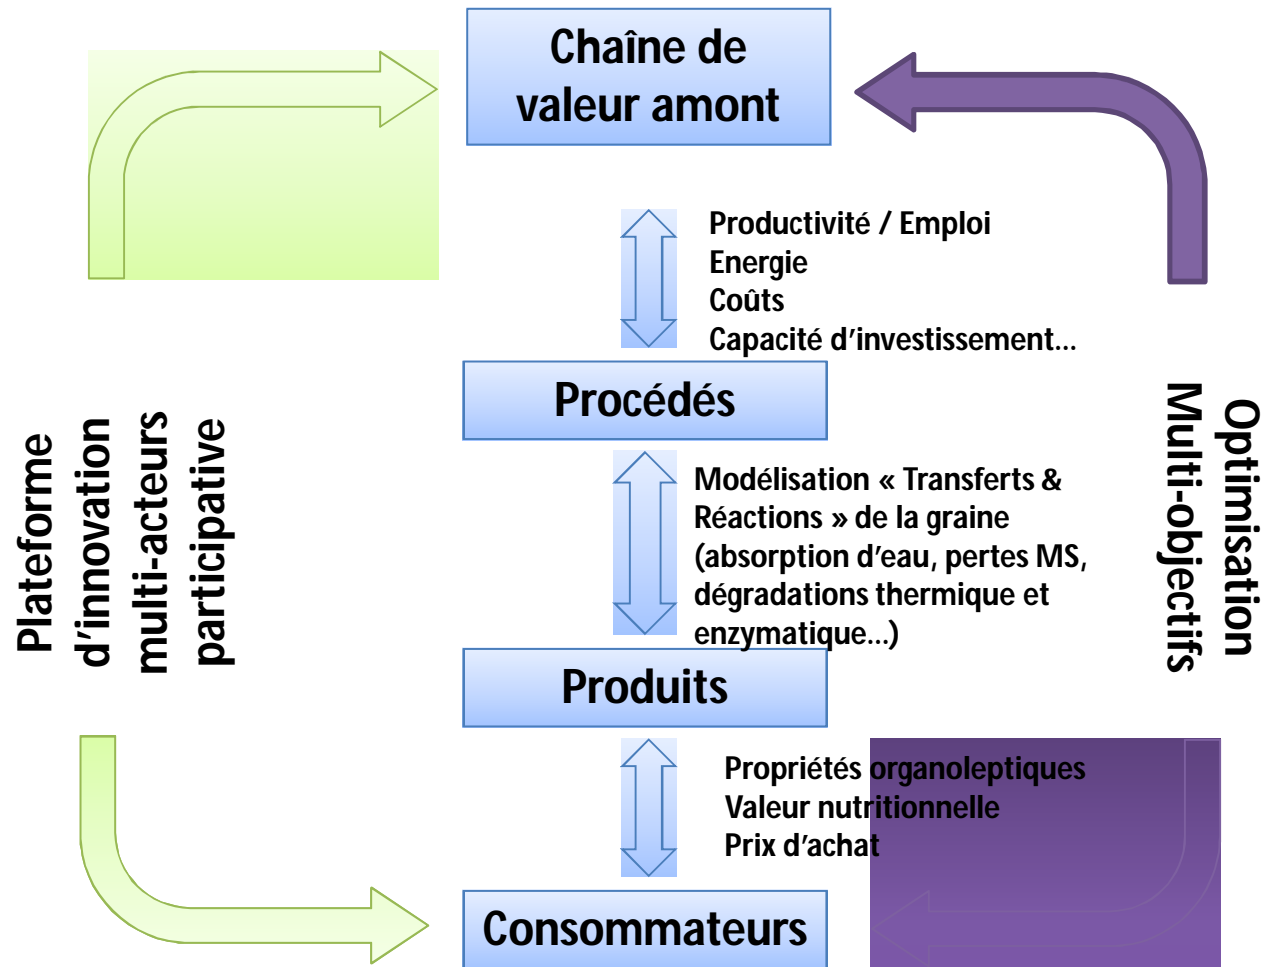 Chaîne de
valeur amont
Productivité / Emploi
Energie
Coûts
Capacité d’investissement...
Procédés
Plateforme
d’innovation
multi-acteurs
participative
Optimisation
Multi-objectifs
Modélisation « Transferts &
Réactions » de la graine
(absorption d’eau, pertes MS,
dégradations thermique et
enzymatique...)
Produits
Propriétés organoleptiques
Valeur nutritionnelle
Prix d’achat
Consommateurs